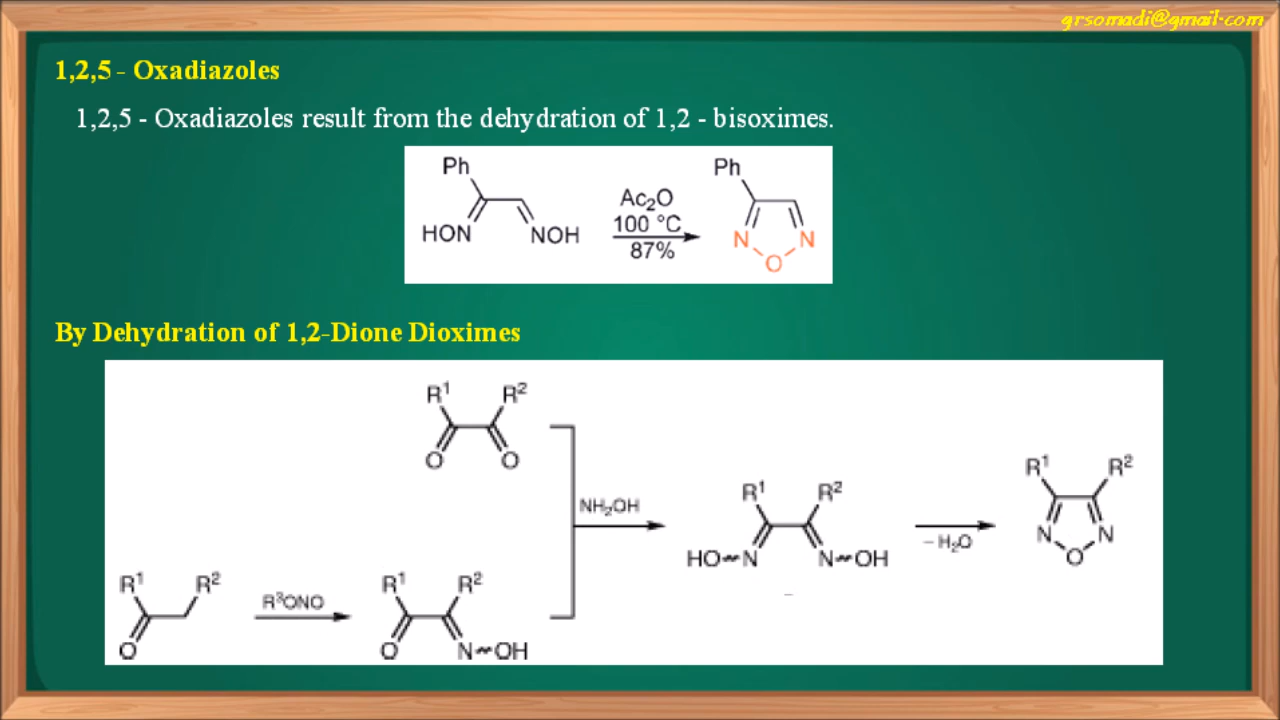 grsomadi@gmail.com
1,2,5 - Oxadiazoles
1,2,5 - Oxadiazoles result from the dehydration of 1,2 - bisoximes.
Ph
HON
NOH
Ac₂O
100 °C
87%
Ph
N
N
O
By Dehydration of 1,2-Dione Dioximes
R¹ R²
O O
NH₂OH
R¹ R²
HO N N OH
– H₂O
R¹ R²
N N
O
R¹ R²
O
R³ONO
R¹ R²
O N OH